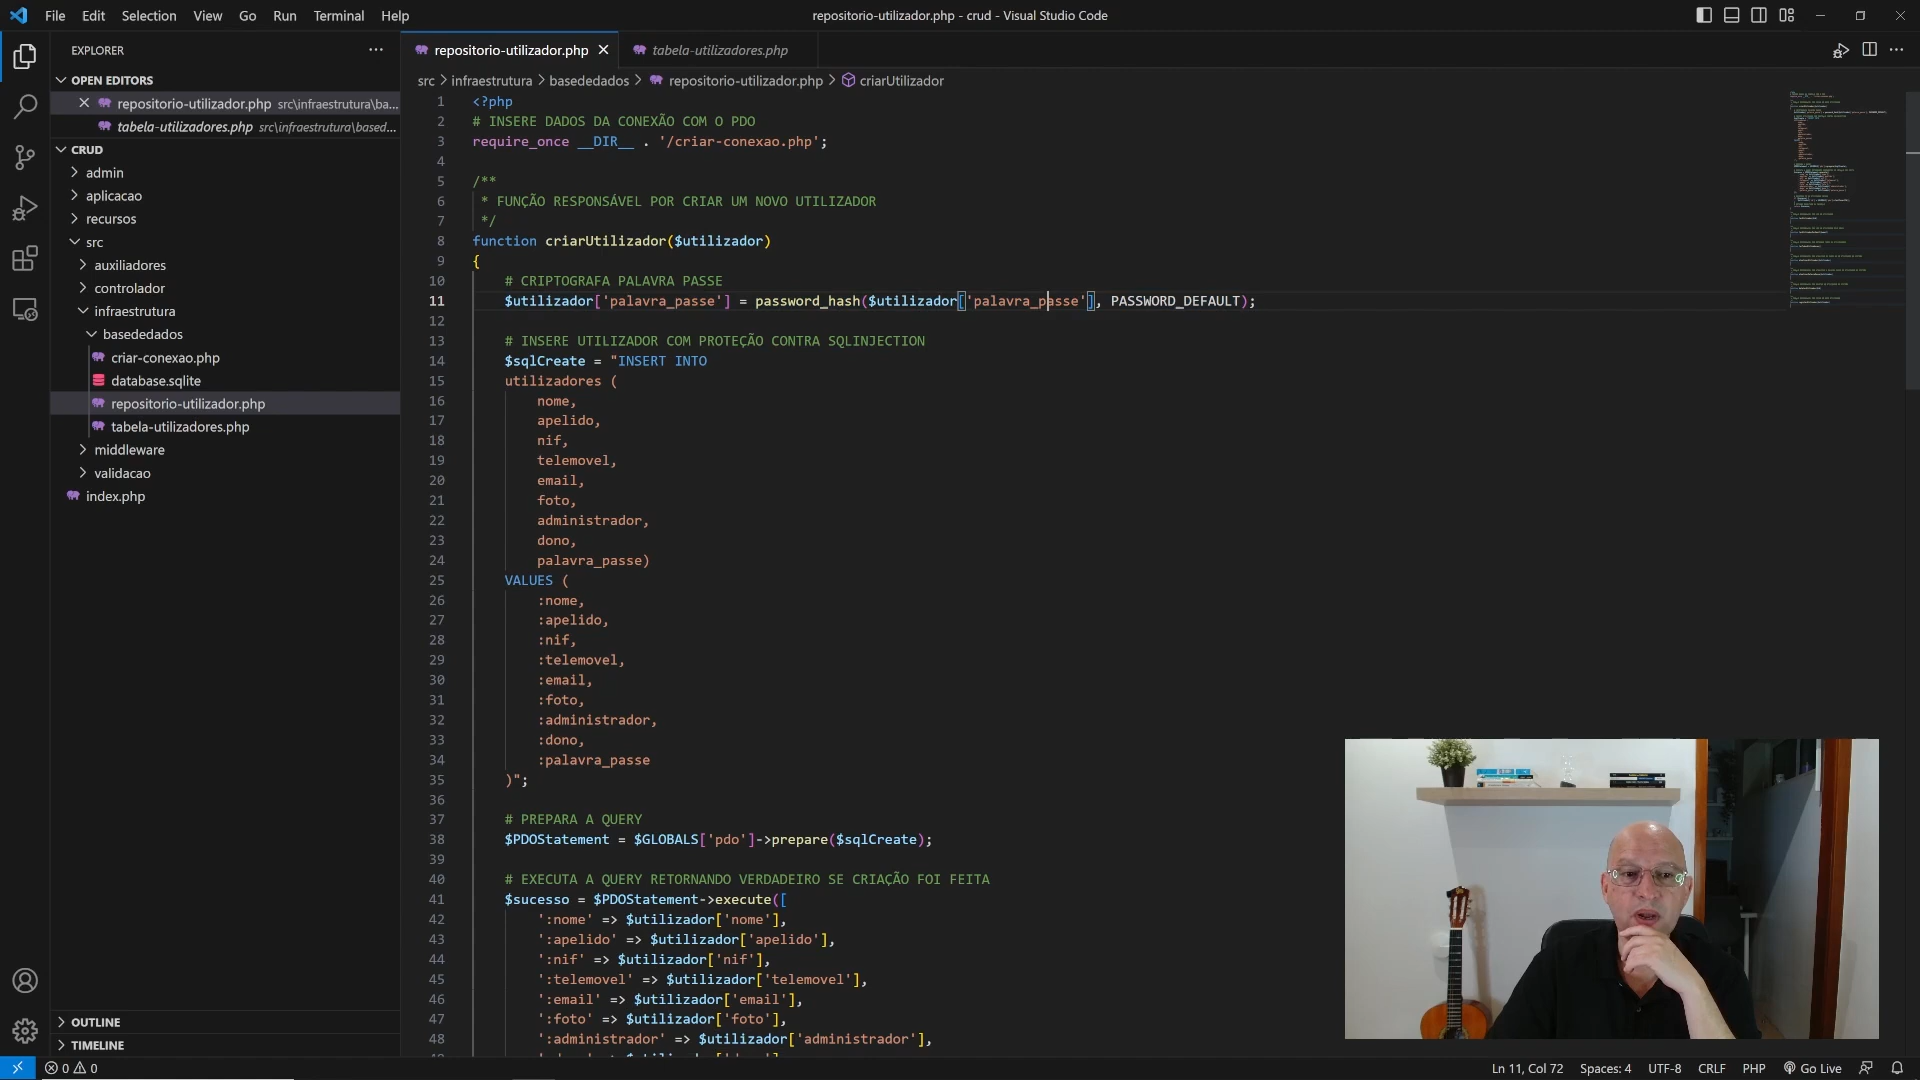 File Edit Selection View Go Run Terminal Help
repositorio-utilizador.php - crud - Visual Studio Code
EXPLORER
OPEN EDITORS
repositorio-utilizador.php src\infraestrutura\ba...
tabela-utilizadores.php src\infraestrutura\based...
CRUD
admin
aplicacao
recursos
src
auxiliadores
controlador
infraestrutura
basededados
criar-conexao.php
database.sqlite
repositorio-utilizador.php
tabela-utilizadores.php
middleware
validacao
index.php
OUTLINE
TIMELINE
repositorio-utilizador.php tabela-utilizadores.php
src > infraestrutura > basededados > repositorio-utilizador.php > criarUtilizador
1 <?php
2 # INSERE DADOS DA CONEXÃO COM O PDO
3 require_once __DIR__ . '/criar-conexao.php';
4
5 /**
6 * FUNÇÃO RESPONSÁVEL POR CRIAR UM NOVO UTILIZADOR
7 */
8 function criarUtilizador($utilizador)
9 {
10 # CRIPTOGRAFA PALAVRA PASSE
11 $utilizador['palavra_passe'] = password_hash($utilizador['palavra_passe'], PASSWORD_DEFAULT);
12
13 # INSERE UTILIZADOR COM PROTEÇÃO CONTRA SQLINJECTION
14 $sqlCreate = "INSERT INTO
15 utilizadores (
16 nome,
17 apelido,
18 nif,
19 telemovel,
20 email,
21 foto,
22 administrador,
23 dono,
24 palavra_passe)
25 VALUES (
26 :nome,
27 :apelido,
28 :nif,
29 :telemovel,
30 :email,
31 :foto,
32 :administrador,
33 :dono,
34 :palavra_passe
35 )";
36
37 # PREPARA A QUERY
38 $PDOStatement = $GLOBALS['pdo']->prepare($sqlCreate);
39
40 # EXECUTA A QUERY RETORNANDO VERDADEIRO SE CRIAÇÃO FOI FEITA
41 $sucesso = $PDOStatement->execute([
42 ':nome' => $utilizador['nome'],
43 ':apelido' => $utilizador['apelido'],
44 ':nif' => $utilizador['nif'],
45 ':telemovel' => $utilizador['telemovel'],
46 ':email' => $utilizador['email'],
47 ':foto' => $utilizador['foto'],
48 ':administrador' => $utilizador['administrador'],
0 0
Ln 11, Col 72 Spaces: 4 UTF-8 CRLF PHP Go Live